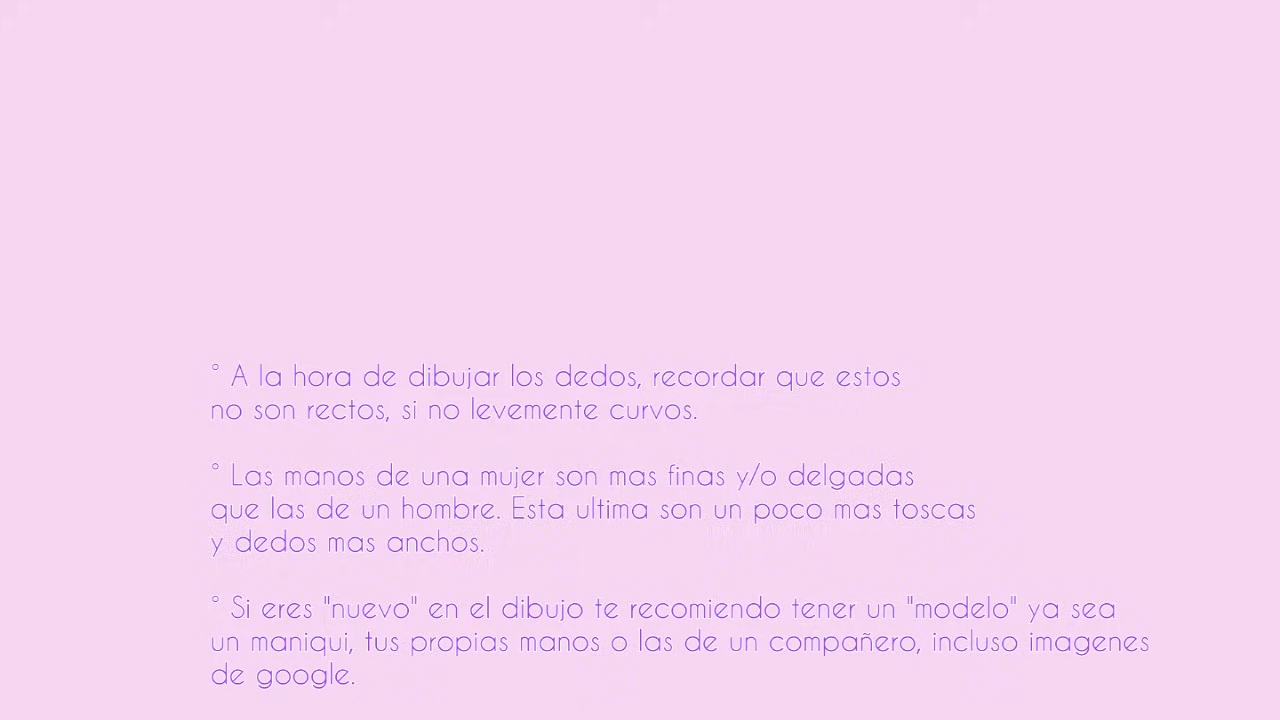 ° A la hora de dibujar los dedos, recordar que estos
no son rectos, si no levemente curvos.
° Las manos de una mujer son mas finas y/o delgadas
que las de un hombre. Esta ultima son un poco mas toscas
y dedos mas anchos.
° Si eres "nuevo" en el dibujo te recomiendo tener un "modelo" ya sea
un maniqui, tus propias manos o las de un compañero, incluso imagenes
de google.